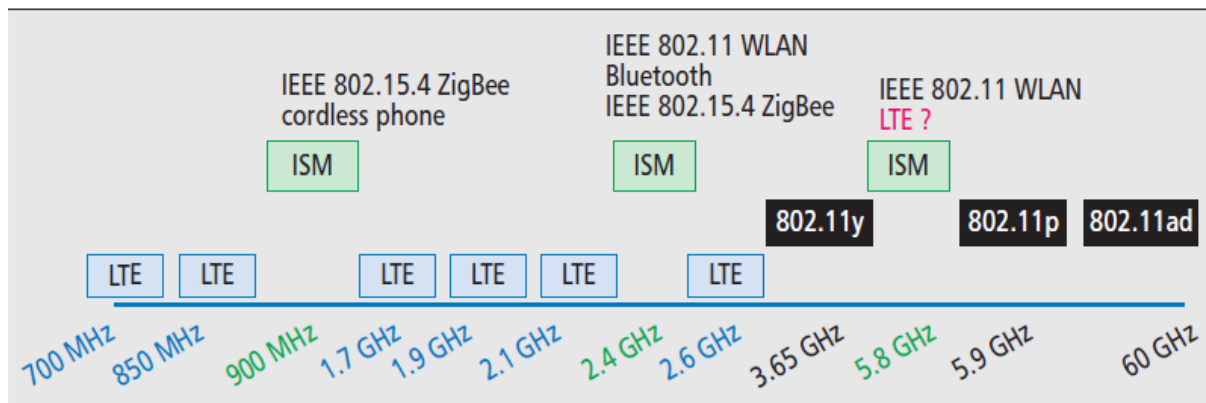 IEEE 802.15.4 ZigBee
cordless phone
ISM
IEEE 802.11 WLAN
Bluetooth
IEEE 802.15.4 ZigBee
ISM
IEEE 802.11 WLAN
LTE ?
ISM
802.11y
802.11p
802.11ad
LTE
LTE
LTE
LTE
LTE
LTE
700 MHz
850 MHz
900 MHz
1.7 GHz
1.9 GHz
2.1 GHz
2.4 GHz
2.6 GHz
3.65 GHz
5.8 GHz
5.9 GHz
60 GHz